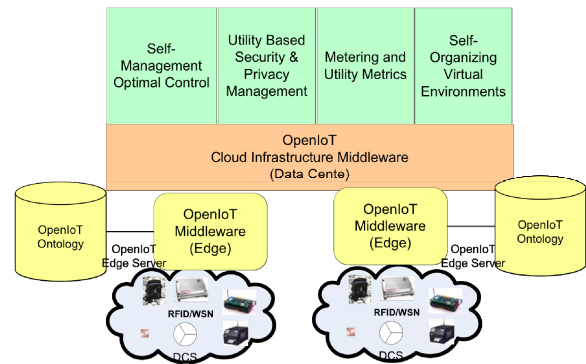 Self-
Management
Optimal Control
Utility Based
Security &
Privacy
Management
Metering and
Utility Metrics
Self-
Organizing
Virtual
Environments
OpenIoT
Cloud Infrastructure Middleware
(Data Cente)
OpenIoT
Ontology
OpenIoT
Middleware
(Edge)
OpenIoT
Edge Server
OpenIoT
Middleware
(Edge)
OpenIoT
Edge Server
OpenIoT
Ontology
RFID/WSN
DCS
RFID/WSN
DCS